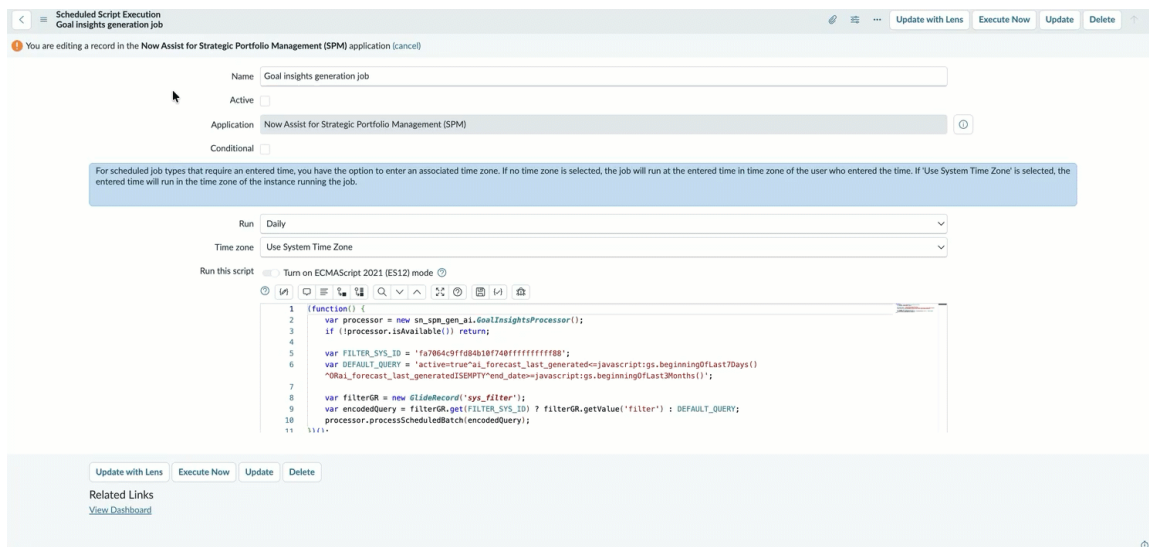 Scheduled Script Execution
Goal insights generation job
Update with Lens
Execute Now
Update
Delete
You are editing a record in the Now Assist for Strategic Portfolio Management (SPM) application (cancel)
Name
Goal insights generation job
Active
Application
Now Assist for Strategic Portfolio Management (SPM)
Conditional
For scheduled job types that require an entered time, you have the option to enter an associated time zone. If no time zone is selected, the job will run at the entered time in time zone of the user who entered the time. If 'Use System Time Zone' is selected, the
entered time will run in the time zone of the instance running the job.
Run
Daily
Time zone
Use System Time Zone
Run this script
Turn on ECMAScript 2021 (ES12) mode
1 (function() {
2 var processor = new sn_spm_gen_ai.GoalInsightsProcessor();
3 if (!processor.isAvailable()) return;
4
5 var FILTER_SYS_ID = 'fa7064c9ffd84b10f740ffffffffff88';
6 var DEFAULT_QUERY = 'active=true^ai_forecast_last_generated<=javascript:gs.beginningOfLast7Days()
^ORai_forecast_last_generatedISEMPTY^end_date>=javascript:gs.beginningOfLast3Months()';
7
8 var filterGR = new GlideRecord('sys_filter');
9 var encodedQuery = filterGR.get(FILTER_SYS_ID) ? filterGR.getValue('filter') : DEFAULT_QUERY;
10 processor.processScheduledBatch(encodedQuery);
11 })();
Update with Lens
Execute Now
Update
Delete
Related Links
View Dashboard